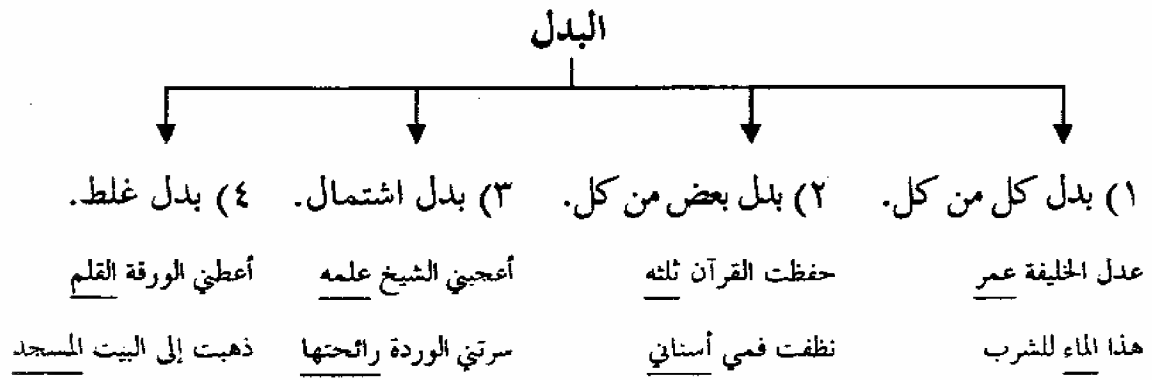 البدل
١) بدل كل من كل. ٢) بدل بعض من كل. ٣) بدل اشتمال. ٤) بدل غلط.
عدل الخليفة عمر حفظت القرآن ثلثه أعجبني الشيخ علمه أعطني الورقة القلم
هذا الماء للشرب نظفت فمي أسناني سرتني الوردة رائحتها ذهبت إلى البيت المسجد